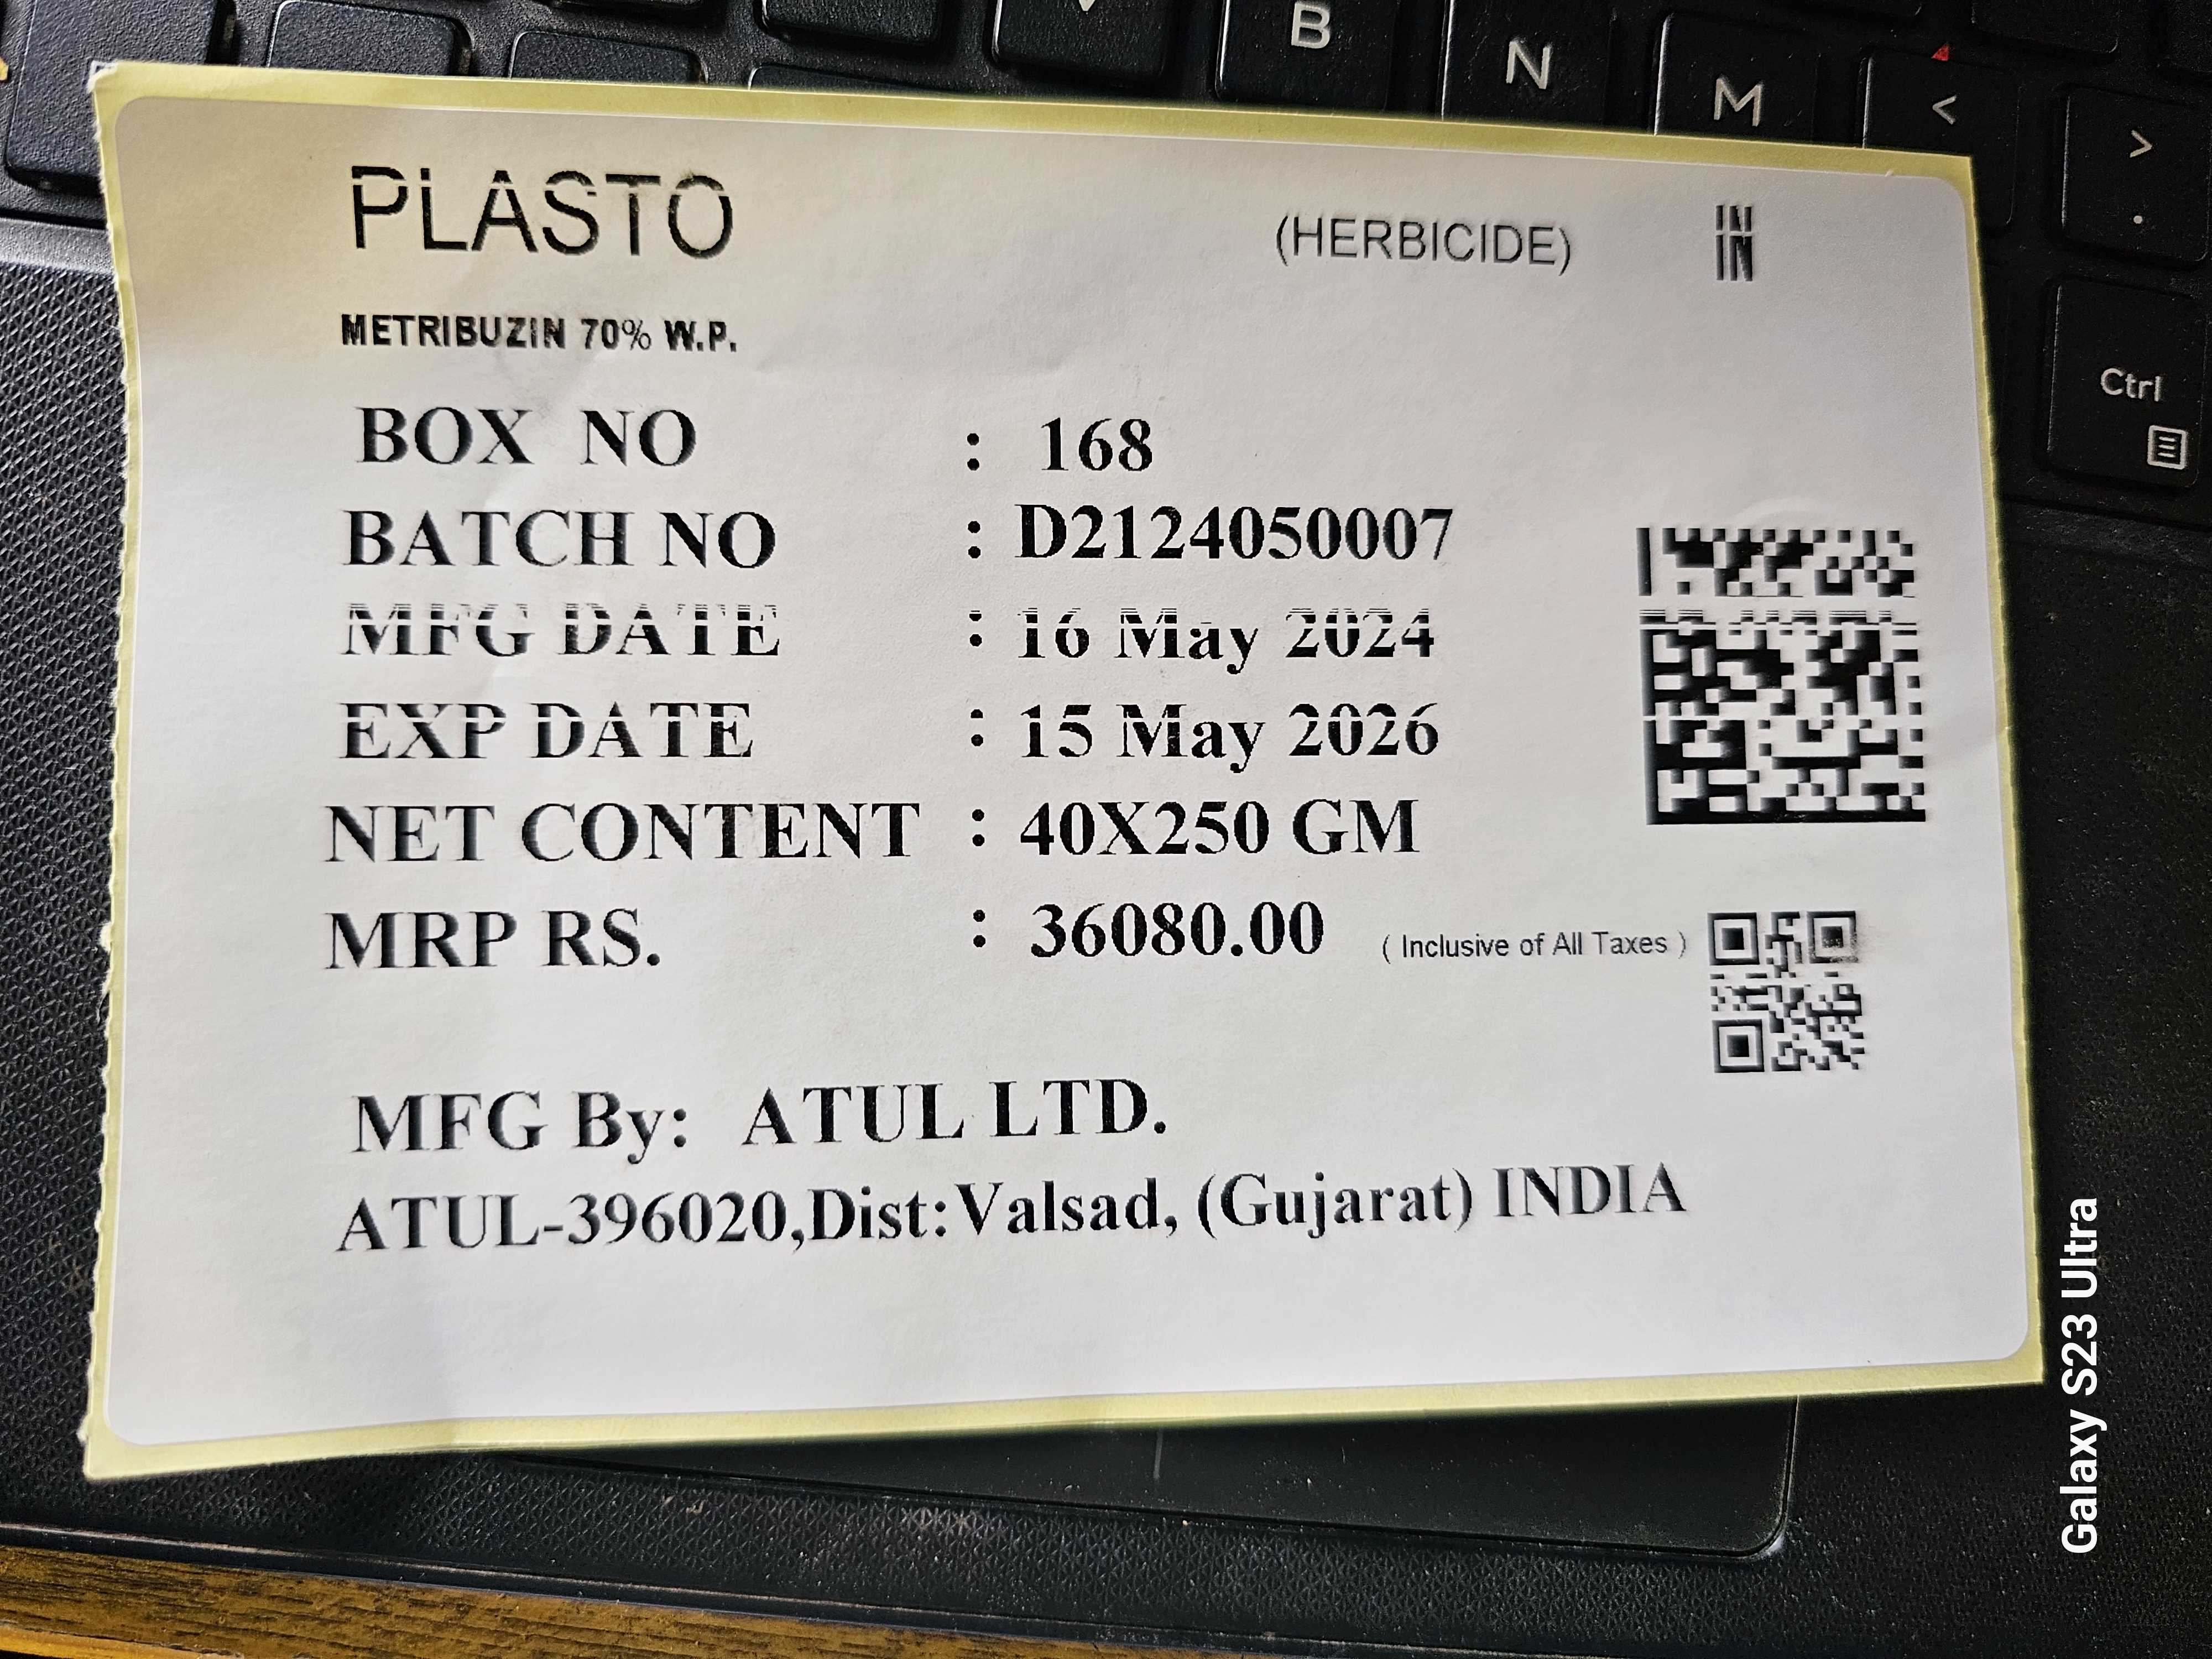 B N M <
>
.
Ctrl
PLASTO (HERBICIDE) IN
METRIBUZIN 70% W.P.
BOX NO : 168
BATCH NO : D2124050007
MFG DATE : 16 May 2024
EXP DATE : 15 May 2026
NET CONTENT : 40X250 GM
MRP RS. : 36080.00 ( Inclusive of All Taxes )
MFG By: ATUL LTD.
ATUL-396020,Dist:Valsad, (Gujarat) INDIA
Galaxy S23 Ultra